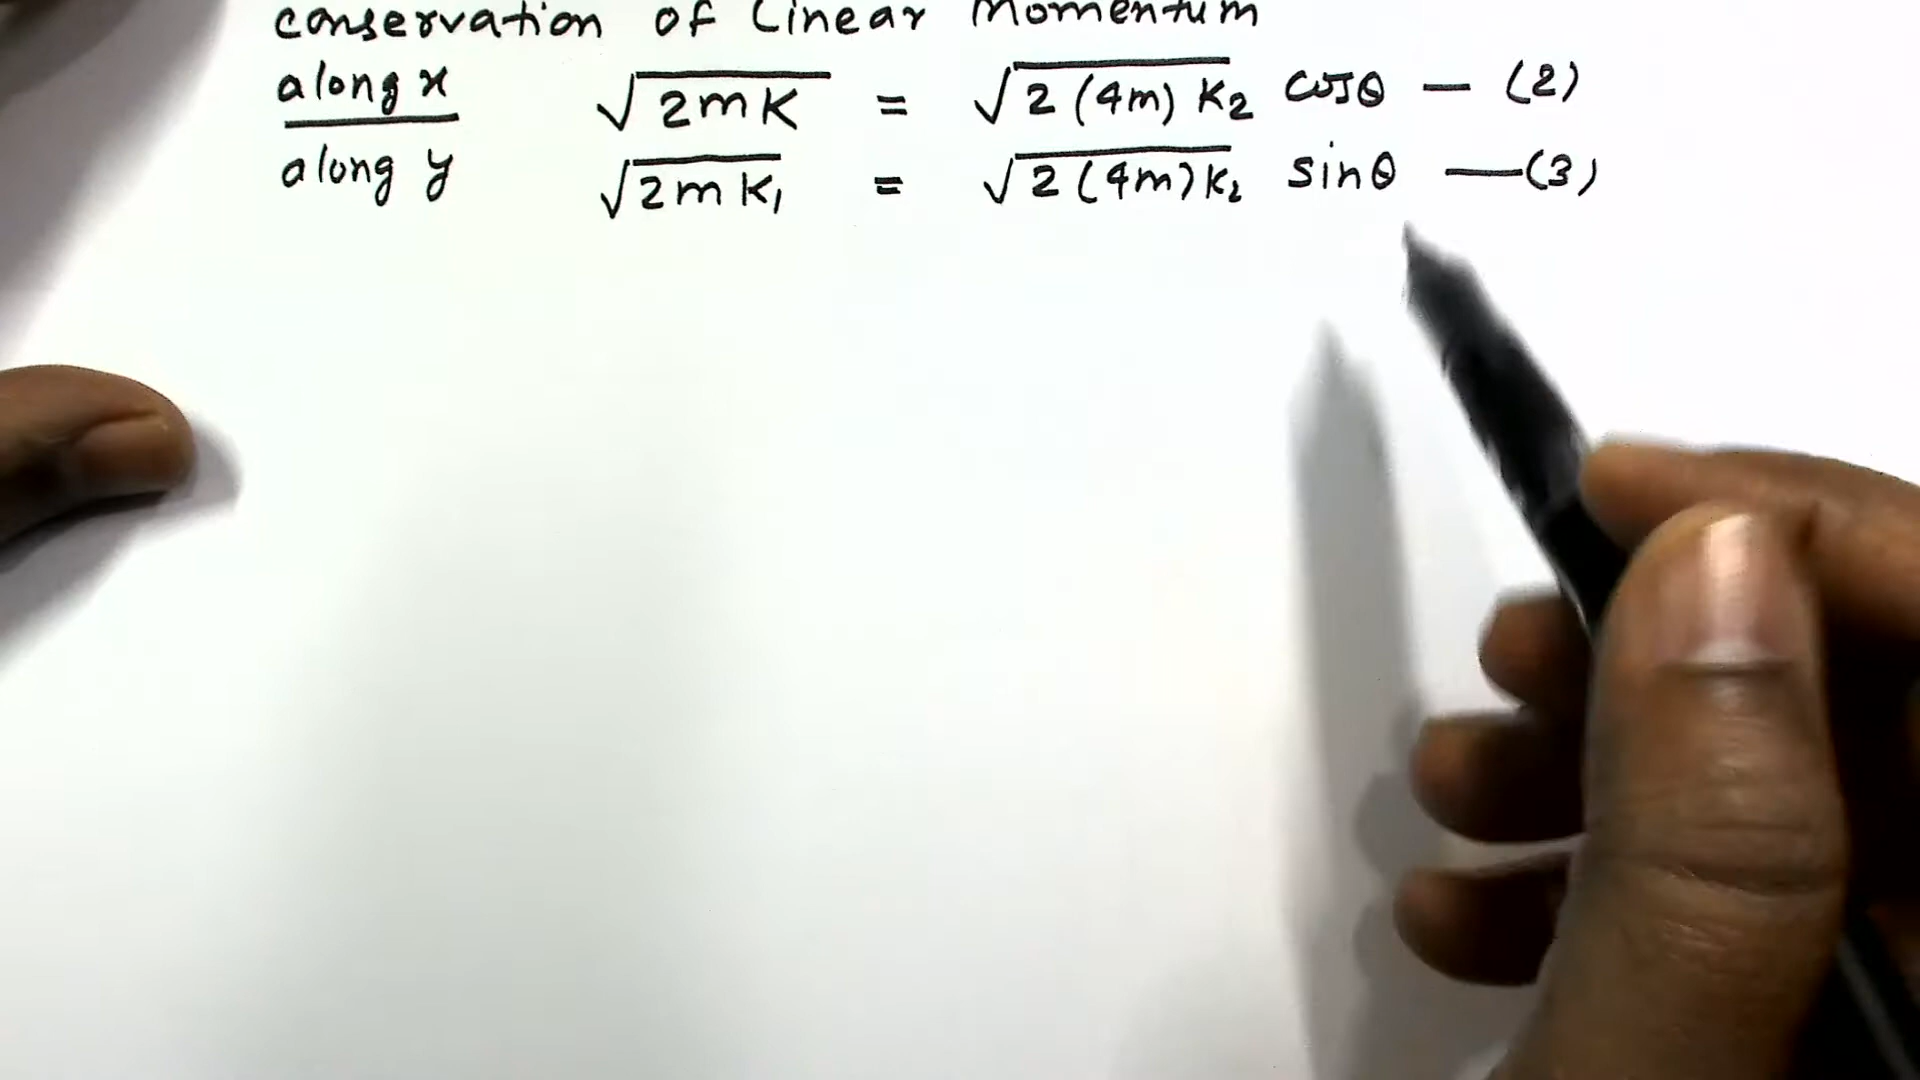 conservation of Linear Momentum
along x √2mK = √2(4m)K₂ cosθ — (2)
along y √2mK₁ = √2(4m)K₂ sinθ — (3)